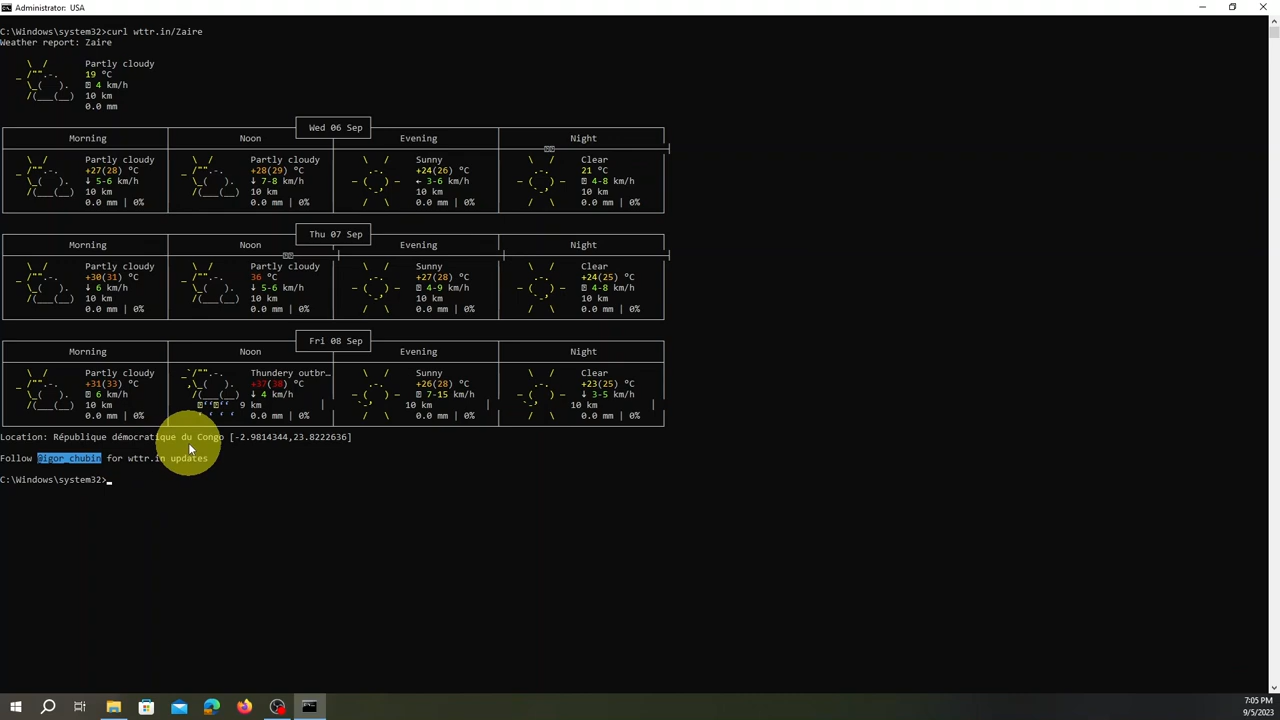 Administrator: USA
C:\Windows\system32>curl wttr.in/Zaire
Weather report: Zaire
Partly cloudy
19 °C
4 km/h
10 km
0.0 mm
Wed 06 Sep
Morning Noon Evening Night
Partly cloudy Partly cloudy Sunny Clear
+27(28) °C +28(29) °C +24(26) °C 21 °C
↓ 5-6 km/h ↓ 7-8 km/h ← 3-6 km/h 4-8 km/h
10 km 10 km 10 km 10 km
0.0 mm | 0% 0.0 mm | 0% 0.0 mm | 0% 0.0 mm | 0%
Thu 07 Sep
Morning Noon Evening Night
Partly cloudy Partly cloudy Sunny Clear
+30(31) °C 36 °C +27(28) °C +24(25) °C
↓ 6 km/h ↓ 5-6 km/h 4-9 km/h 4-8 km/h
10 km 10 km 10 km 10 km
0.0 mm | 0% 0.0 mm | 0% 0.0 mm | 0% 0.0 mm | 0%
Fri 08 Sep
Morning Noon Evening Night
Partly cloudy Thundery outbr… Sunny Clear
+31(33) °C +37(38) °C +26(28) °C +23(25) °C
6 km/h ↓ 4 km/h 7-15 km/h ↓ 3-5 km/h
10 km 9 km 10 km 10 km
0.0 mm | 0% 0.0 mm | 0% 0.0 mm | 0% 0.0 mm | 0%
Location: République démocratique du Congo [-2.9814344,23.8222636]
Follow @igor_chubin for wttr.in updates
C:\Windows\system32>
7:05 PM
9/5/2023